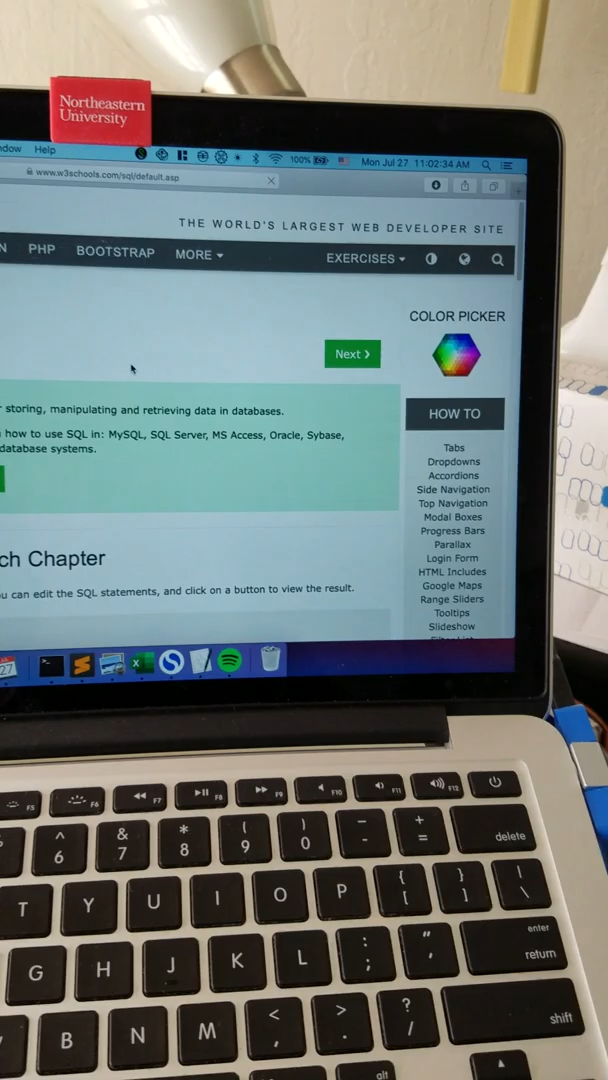 Northeastern
University
ndow Help 100% Mon Jul 27 11:02:34 AM
www.w3schools.com/sql/default.asp
THE WORLD'S LARGEST WEB DEVELOPER SITE
N PHP BOOTSTRAP MORE EXERCISES
COLOR PICKER
Next ❯
storing, manipulating and retrieving data in databases.
how to use SQL in: MySQL, SQL Server, MS Access, Oracle, Sybase,
database systems.
HOW TO
Tabs
Dropdowns
Accordions
Side Navigation
Top Navigation
Modal Boxes
Progress Bars
Parallax
Login Form
HTML Includes
Google Maps
Range Sliders
Tooltips
Slideshow
Filter List
ch Chapter
ou can edit the SQL statements, and click on a button to view the result.
27
F5 F6 F7 F8 F9 F10 F11 F12
^ & * ( ) - +
6 7 8 9 0 - = delete
T Y U I O P { [ } ] | \
G H J K L : ; " ' enter return
B N M < , > . ? / shift
alt